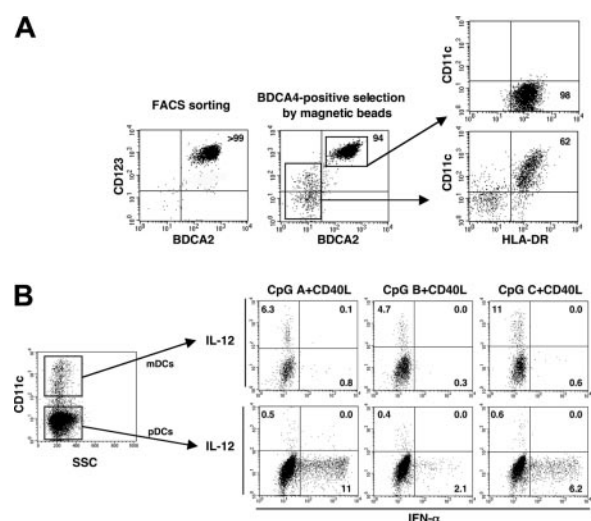 A
FACS sorting
BDCA4-positive selection
by magnetic beads
>99
94
98
62
CD123
CD11c
CD11c
BDCA2
BDCA2
HLA-DR
B
CpG A+CD40L
CpG B+CD40L
CpG C+CD40L
6.3
0.1
4.7
0.0
11
0.0
IL-12
mDCs
0.8
0.3
0.6
CD11c
pDCs
0.5
0.0
0.4
0.0
0.6
0.0
IL-12
SSC
11
2.1
6.2
IFN-α